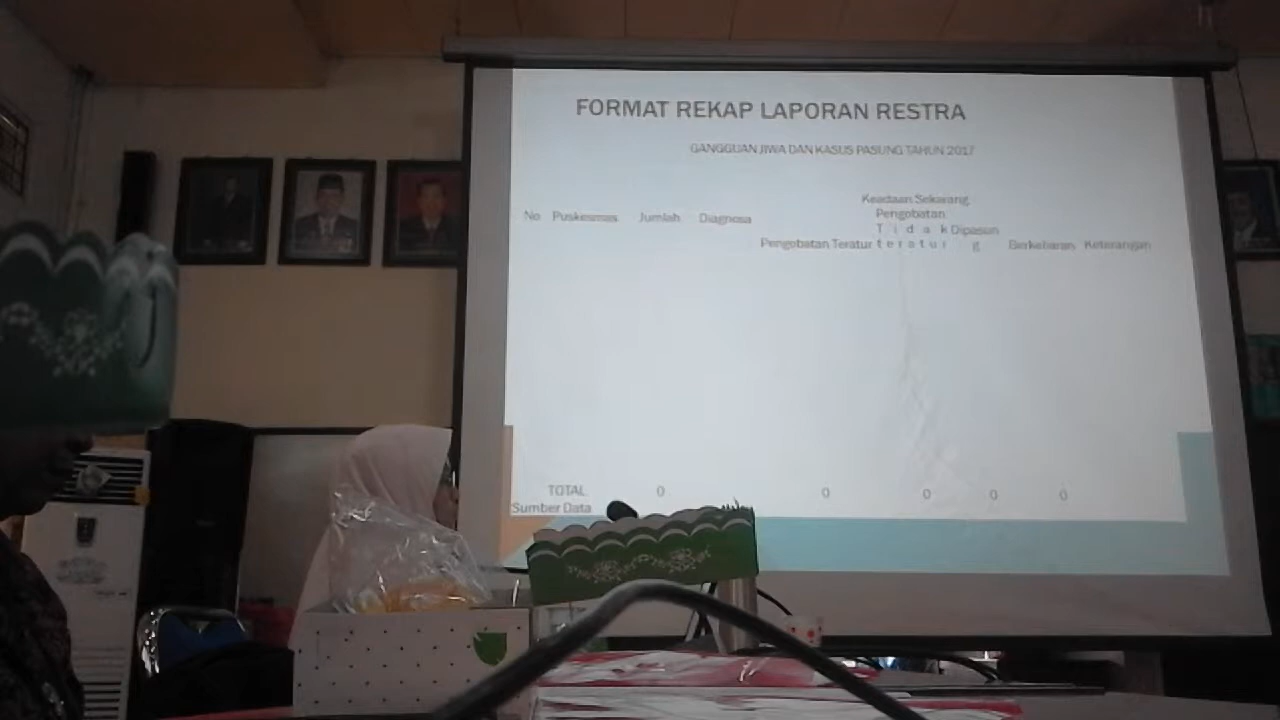 FORMAT REKAP LAPORAN RESTRA
GANGGUAN JIWA DAN KASUS PASUNG TAHUN 2017
Keadaan Sekarang
No Puskesmas Jumlah Diagnosa Pengobatan
T i d a k Dipasun
Pengobatan Teratur t e r a t u r g Berkebaran Keterangan
TOTAL 0 0 0 0 0
Sumber Data